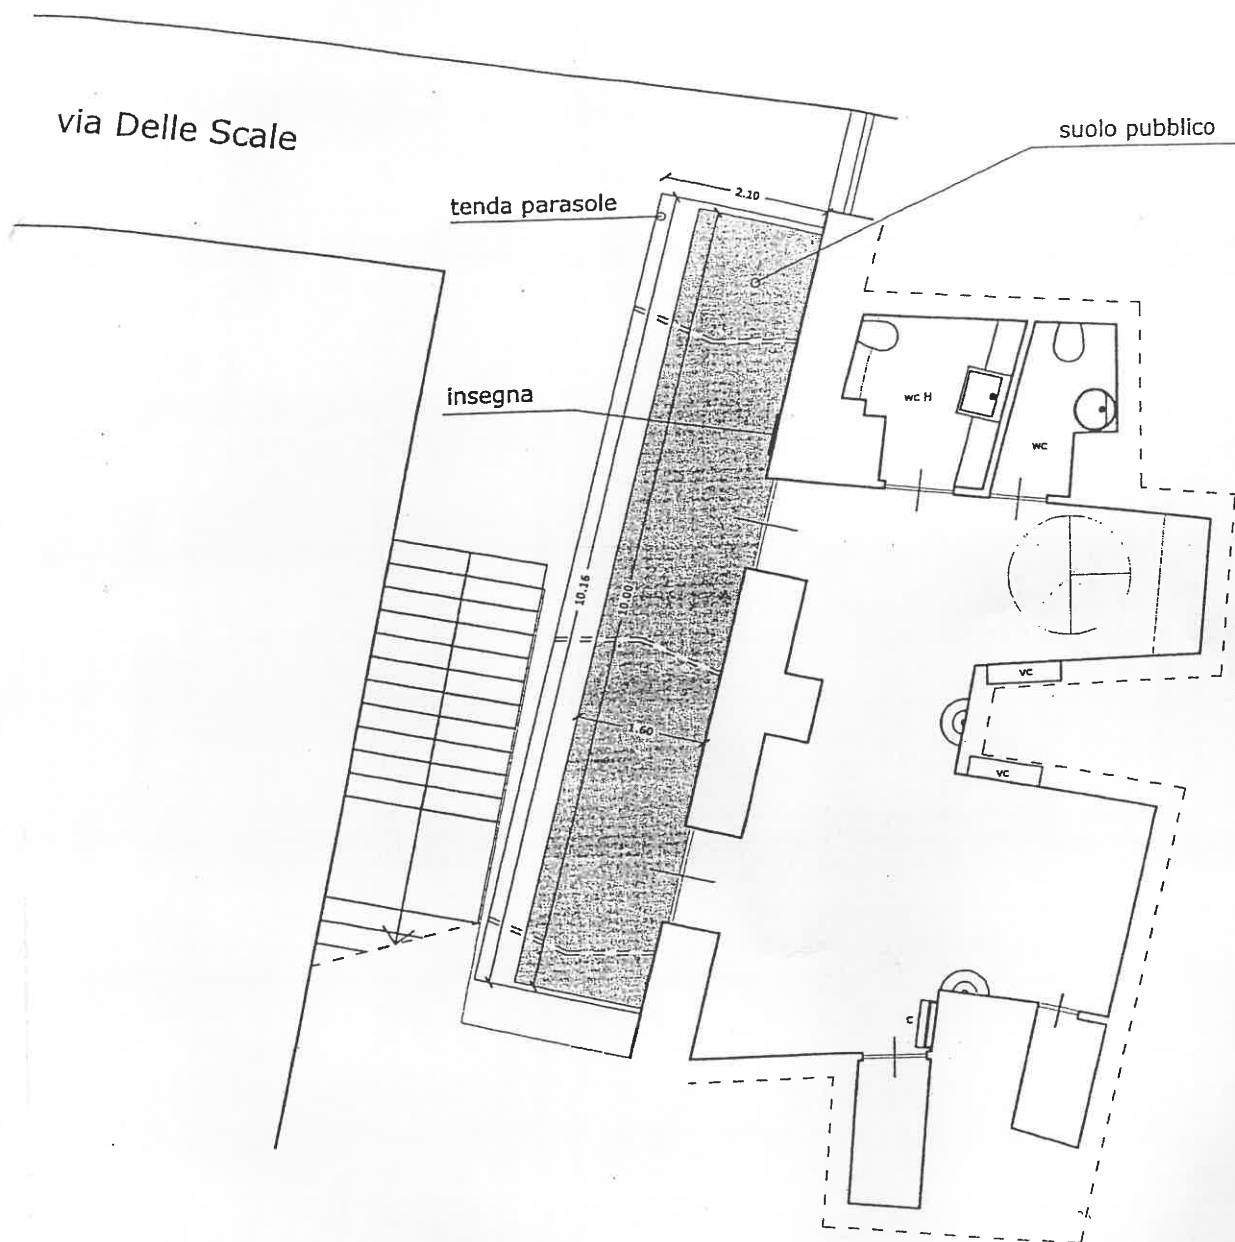 via Delle Scale
suolo pubblico
2.10
tenda parasole
insegna
wc H
wc
10.16
10.00
vc
1.60
vc
c